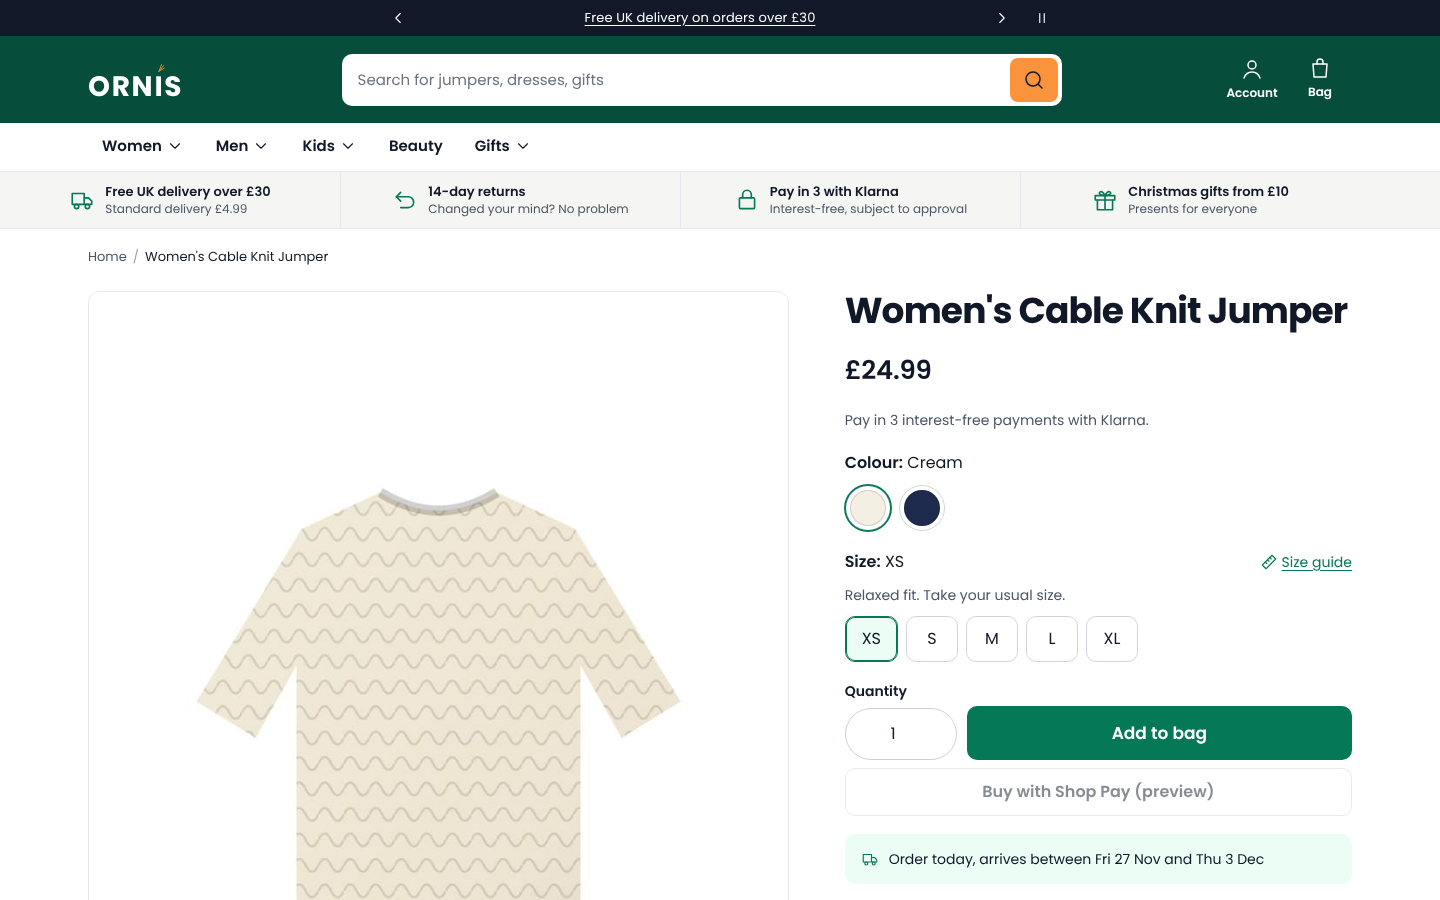 Free UK delivery on orders over £30
ORNIS
Search for jumpers, dresses, gifts
Account
Bag
Women
Men
Kids
Beauty
Gifts
Free UK delivery over £30
Standard delivery £4.99
14-day returns
Changed your mind? No problem
Pay in 3 with Klarna
Interest-free, subject to approval
Christmas gifts from £10
Presents for everyone
Home / Women's Cable Knit Jumper
Women's Cable Knit Jumper
£24.99
Pay in 3 interest-free payments with Klarna.
Colour: Cream
Size: XS
Size guide
Relaxed fit. Take your usual size.
XS
S
M
L
XL
Quantity
1
Add to bag
Buy with Shop Pay (preview)
Order today, arrives between Fri 27 Nov and Thu 3 Dec